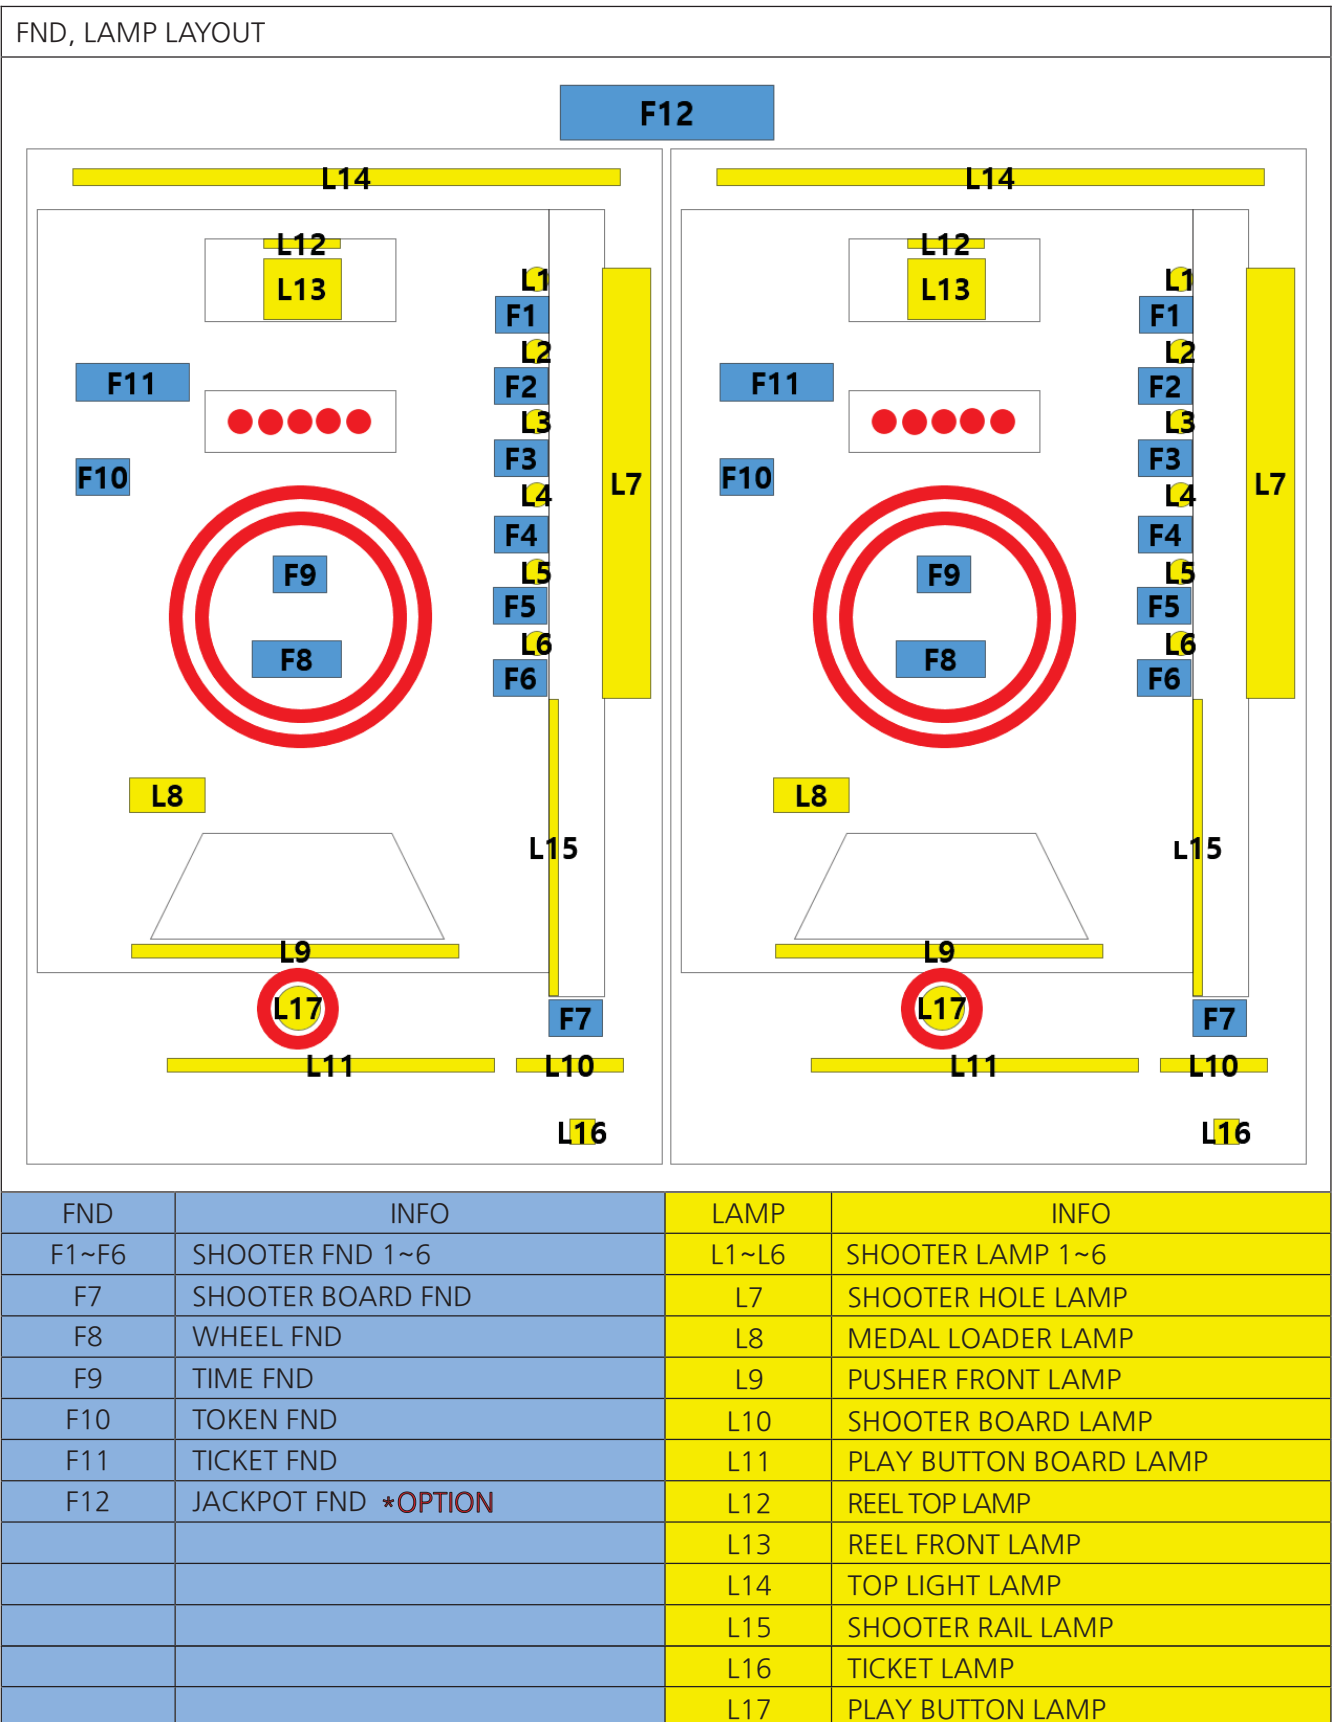 FND, LAMP LAYOUT
F12
L14 L14
L12 L12
L13 L1 L13 L1
F1 F1
L2 L2
F11 F2 F11 F2
L3 L3
F3 F3
F10 L7 F10 L7
L4 L4
F4 F4
F9 L5 F9 L5
F5 F5
L6 L6
F8 F6 F8 F6
L8 L8
L15 L15
L9 L9
L17 F7 L17 F7
L11 L10 L11 L10
L16 L16
FND INFO LAMP INFO
F1~F6 SHOOTER FND 1~6 L1~L6 SHOOTER LAMP 1~6
F7 SHOOTER BOARD FND L7 SHOOTER HOLE LAMP
F8 WHEEL FND L8 MEDAL LOADER LAMP
F9 TIME FND L9 PUSHER FRONT LAMP
F10 TOKEN FND L10 SHOOTER BOARD LAMP
F11 TICKET FND L11 PLAY BUTTON BOARD LAMP
F12 JACKPOT FND *OPTION L12 REEL TOP LAMP
L13 REEL FRONT LAMP
L14 TOP LIGHT LAMP
L15 SHOOTER RAIL LAMP
L16 TICKET LAMP
L17 PLAY BUTTON LAMP